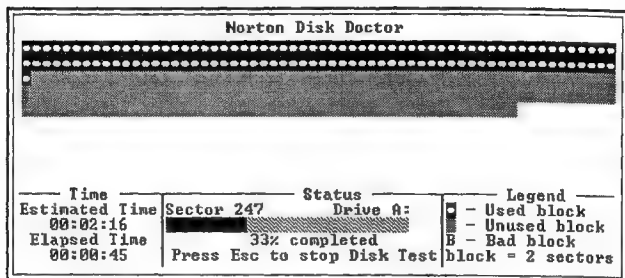 Norton Disk Doctor
Time
Estimated Time
00:02:16
Elapsed Time
00:00:45
Status
Sector 247 Drive A:
33% completed
Press Esc to stop Disk Test
Legend
- Used block
- Unused block
B - Bad block
block = 2 sectors